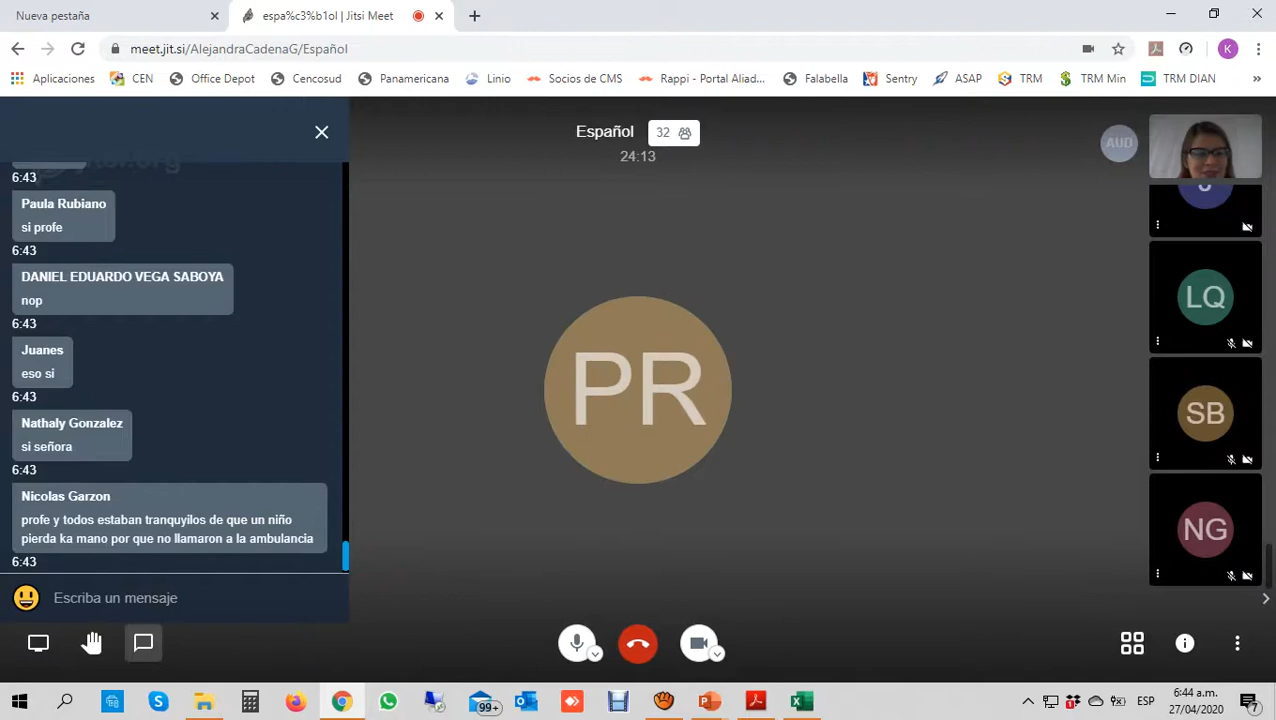 Nueva pestaña
espa%c3%b1ol | Jitsi Meet
meet.jit.si/AlejandraCadenaG/Español
K
Aplicaciones
CEN
Office Depot
Cencosud
Panamericana
Linio
Socios de CMS
Rappi - Portal Aliad...
Falabella
Sentry
ASAP
TRM
TRM Min
TRM DIAN
»
6:43
Paula Rubiano
si profe
6:43
DANIEL EDUARDO VEGA SABOYA
nop
6:43
Juanes
eso si
6:43
Nathaly Gonzalez
si señora
6:43
Nicolas Garzon
profe y todos estaban tranquyilos de que un niño
pierda ka mano por que no llamaron a la ambulancia
6:43
Escriba un mensaje
Español
32
24:13
PR
AUD
LQ
SB
NG
99+
ESP
6:44 a.m.
27/04/2020
7